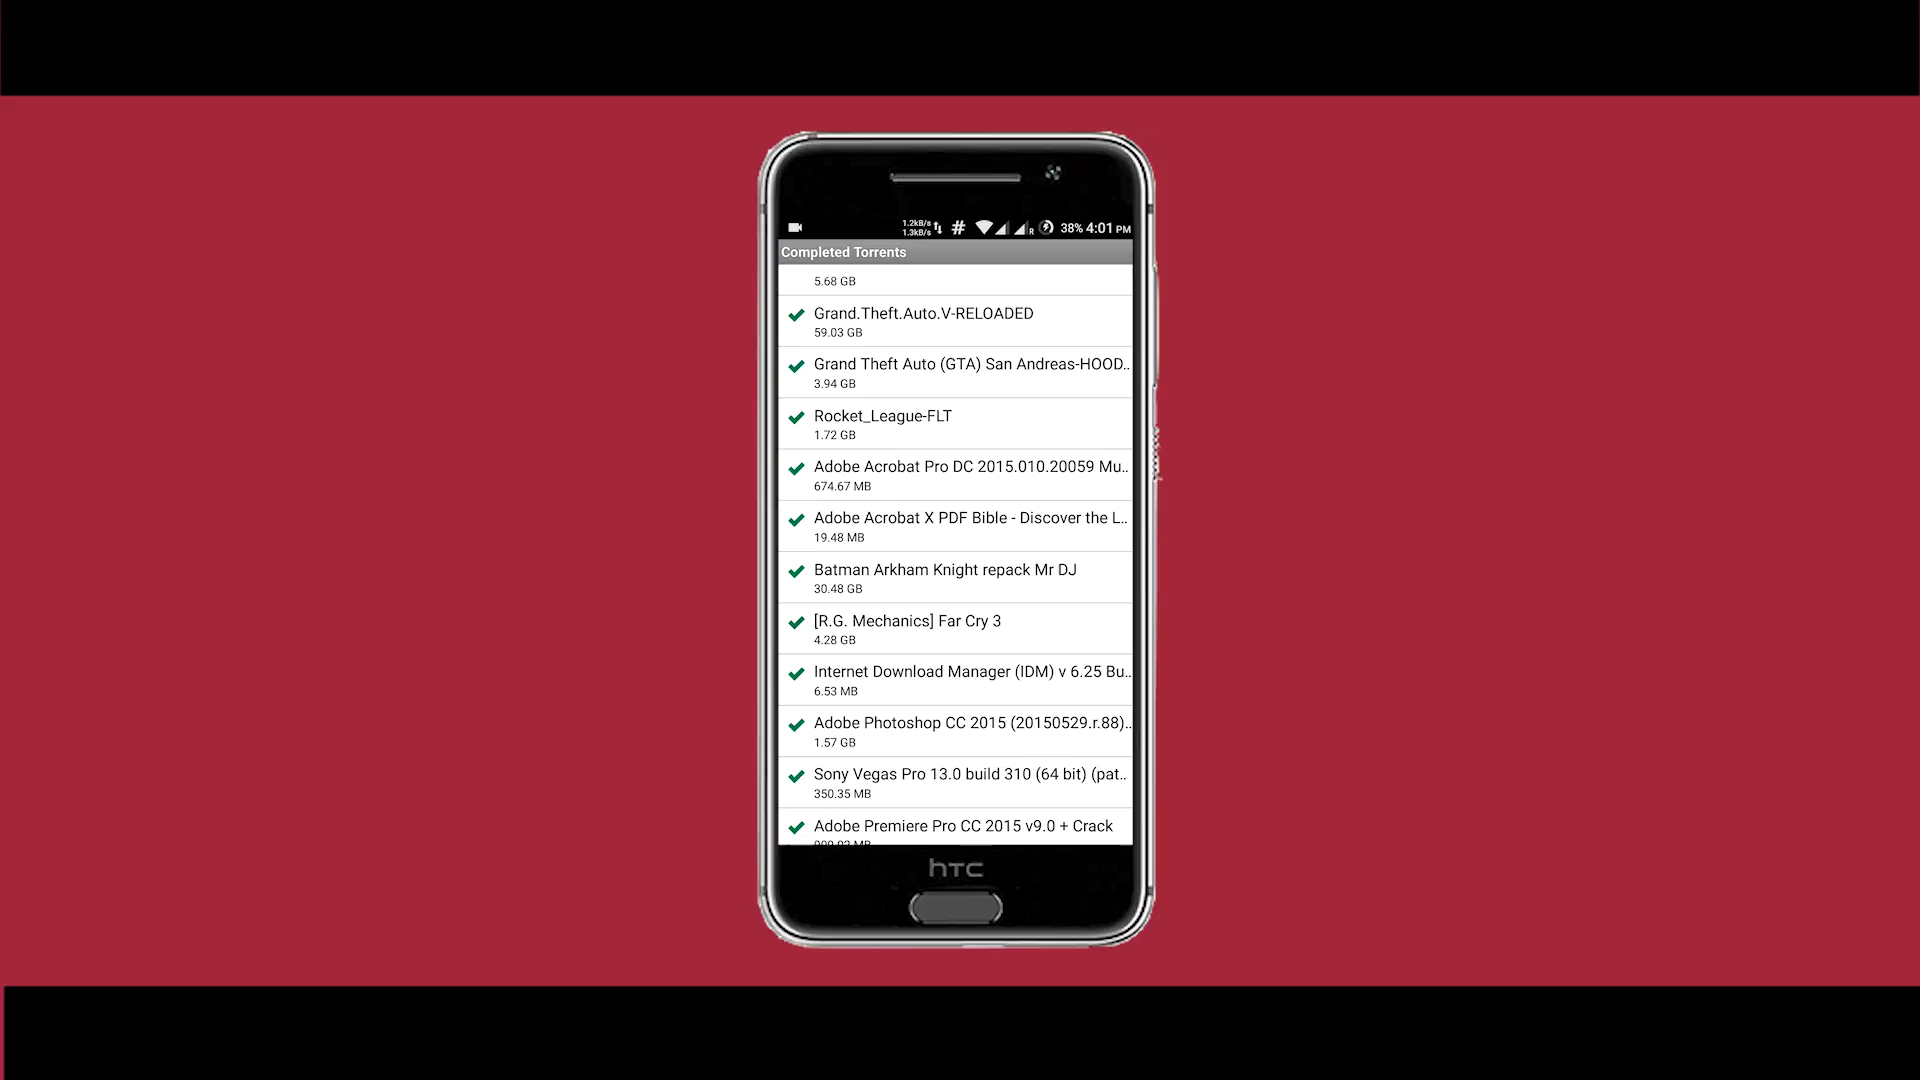 1.2kB/s
1.3kB/s
# R 38% 4:01 PM
Completed Torrents
5.68 GB
Grand.Theft.Auto.V-RELOADED
59.03 GB
Grand Theft Auto (GTA) San Andreas-HOOD..
3.94 GB
Rocket_League-FLT
1.72 GB
Adobe Acrobat Pro DC 2015.010.20059 Mu..
674.67 MB
Adobe Acrobat X PDF Bible - Discover the L..
19.48 MB
Batman Arkham Knight repack Mr DJ
30.48 GB
[R.G. Mechanics] Far Cry 3
4.28 GB
Internet Download Manager (IDM) v 6.25 Bu..
6.53 MB
Adobe Photoshop CC 2015 (20150529.r.88)..
1.57 GB
Sony Vegas Pro 13.0 build 310 (64 bit) (pat..
350.35 MB
Adobe Premiere Pro CC 2015 v9.0 + Crack
hTC